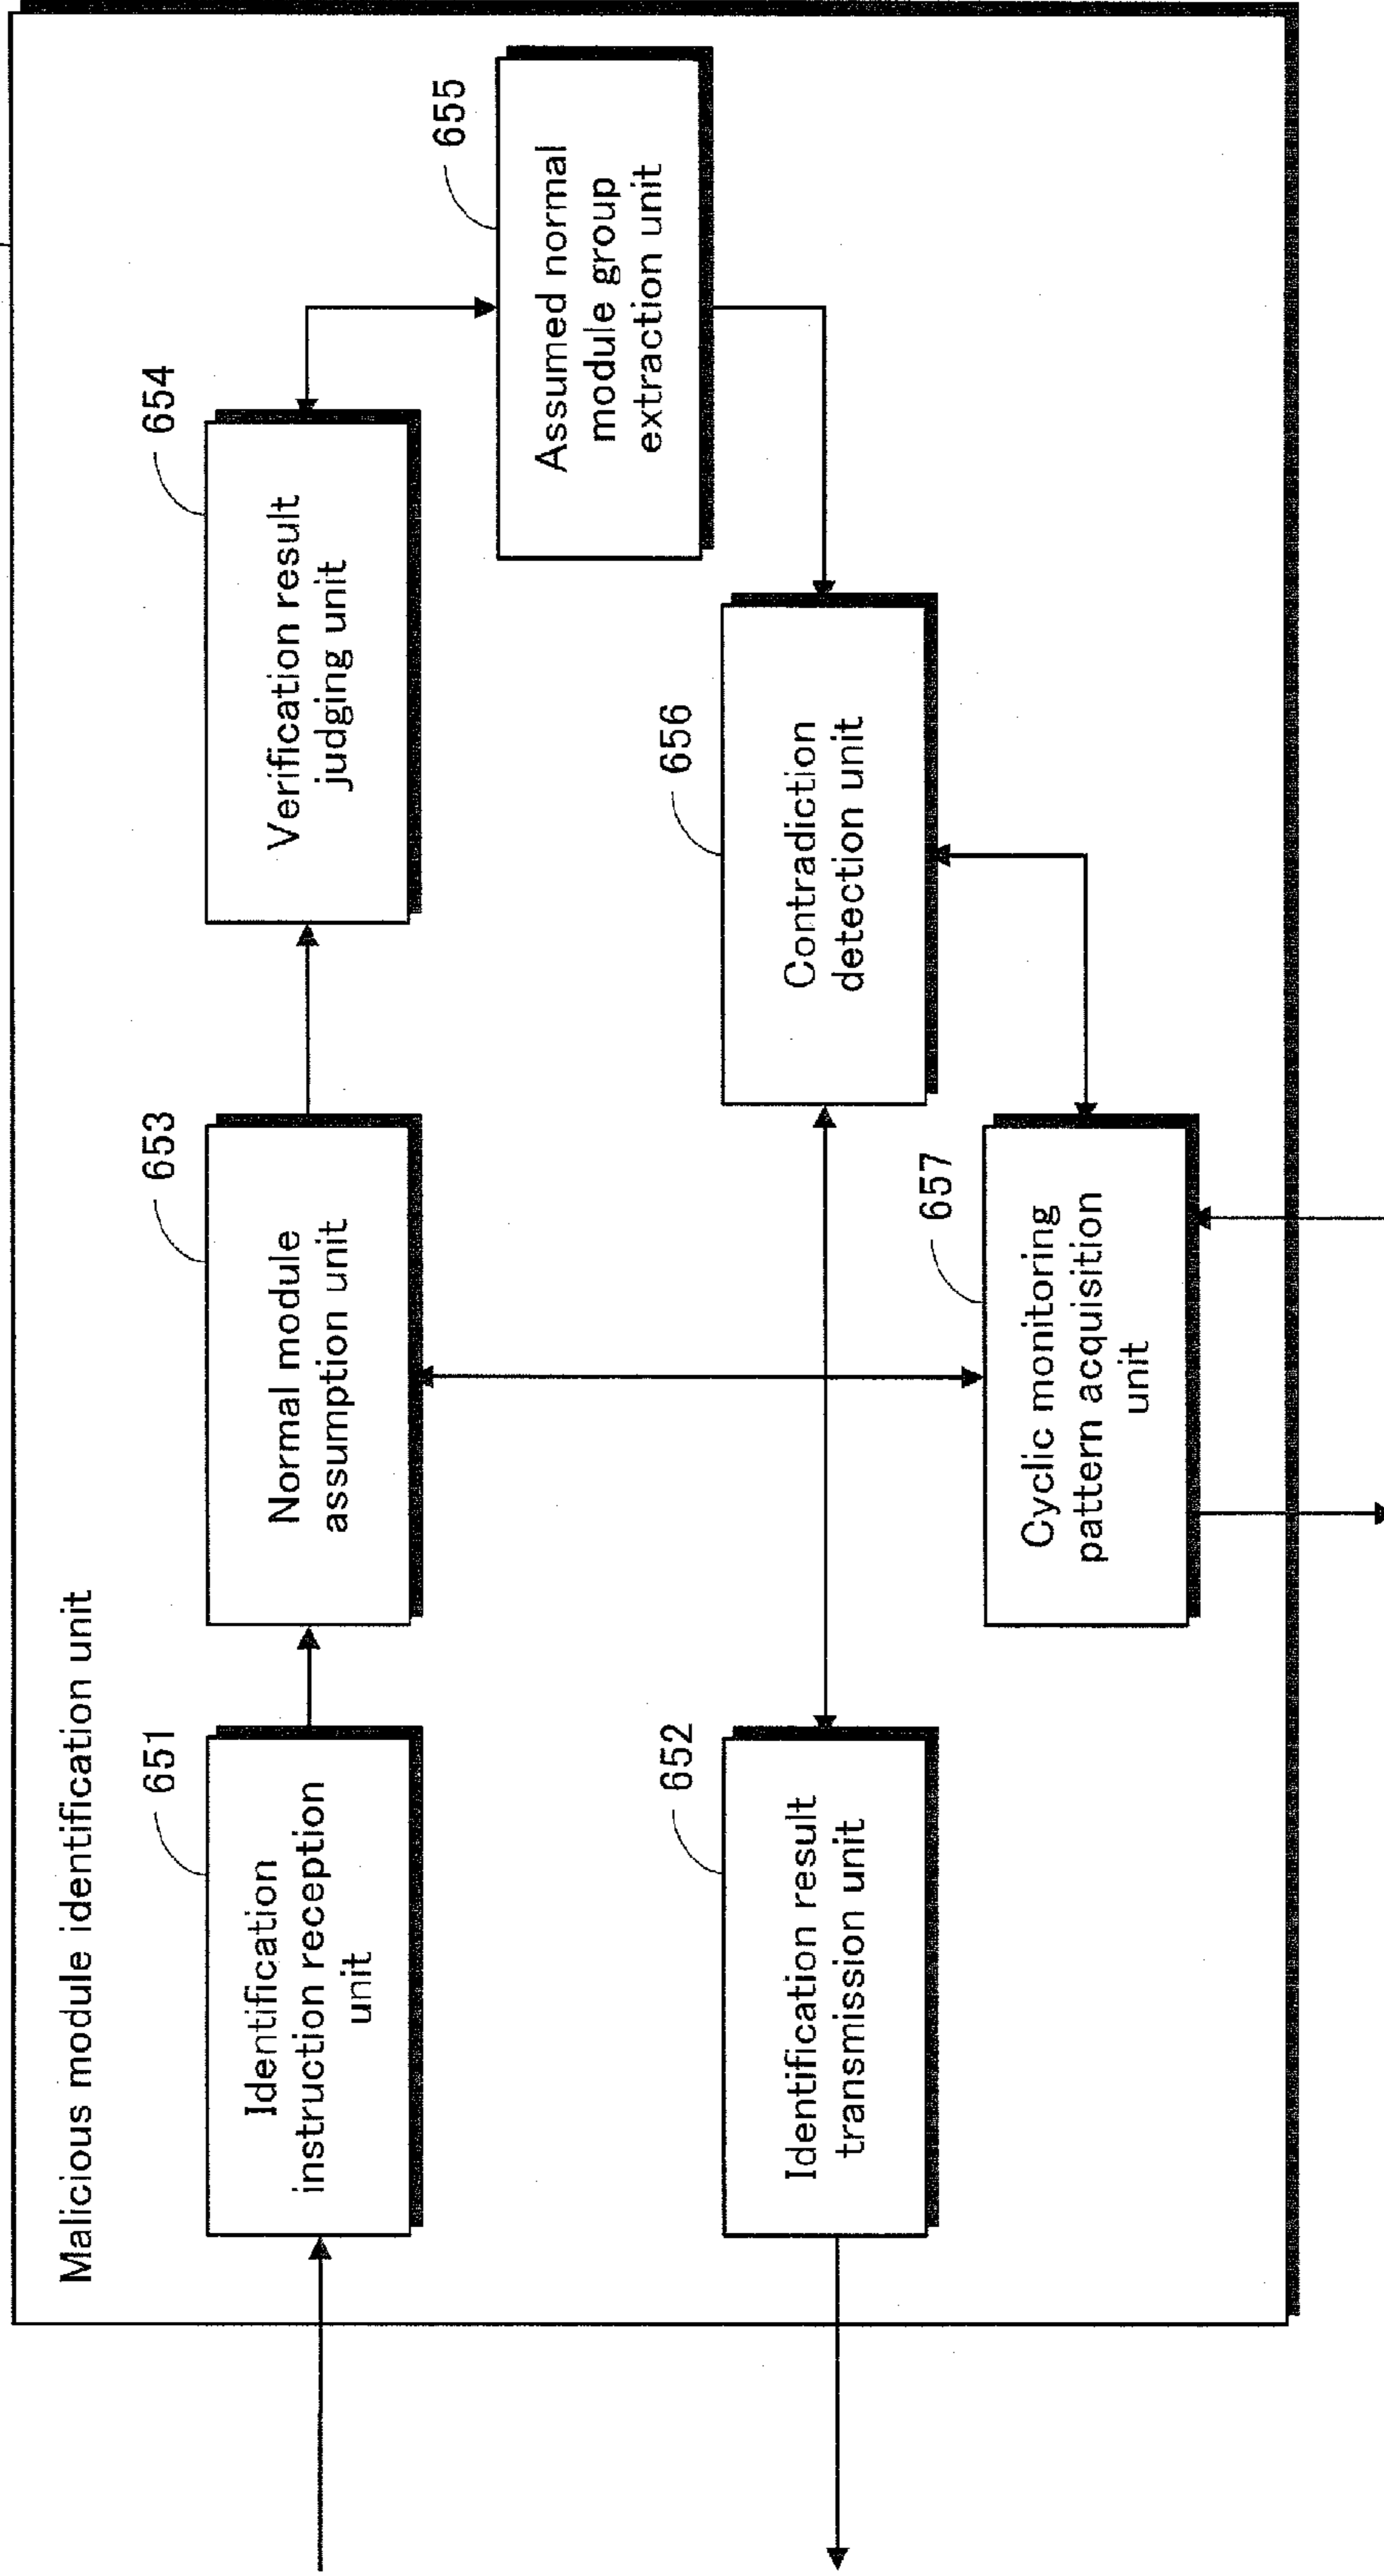 Malicious module identification unit
651
Identification
instruction reception
unit
653
Normal module
assumption unit
654
Verification result
judging unit
655
Assumed normal
module group
extraction unit
652
Identification result
transmission unit
656
Contradiction
detection unit
657
Cyclic monitoring
pattern acquisition
unit